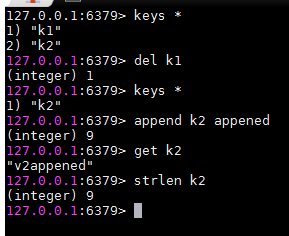 127.0.0.1:6379> keys *
1) "k1"
2) "k2"
127.0.0.1:6379> del k1
(integer) 1
127.0.0.1:6379> keys *
1) "k2"
127.0.0.1:6379> append k2 appened
(integer) 9
127.0.0.1:6379> get k2
"v2appened"
127.0.0.1:6379> strlen k2
(integer) 9
127.0.0.1:6379>